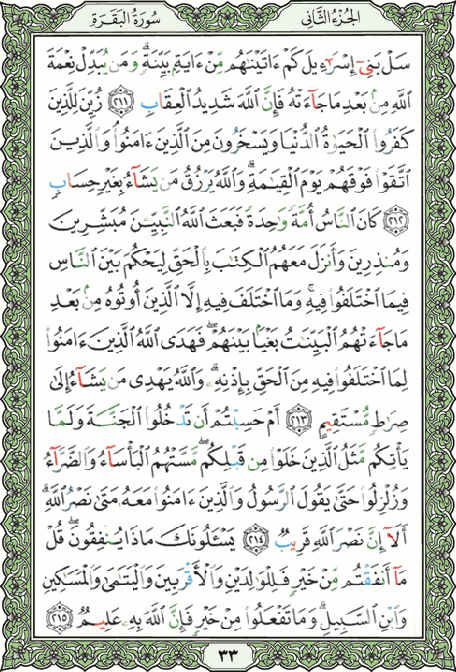 الجزء الثاني
سورة البقرة
سَلْ بَنِىٓ إِسْرَٰٓءِيلَ كَمْ ءَاتَيْنَٰهُم مِّنْ ءَايَةٍۭ بَيِّنَةٍۗ وَمَن يُبَدِّلْ نِعْمَةَ
ٱللَّهِ مِنۢ بَعْدِ مَا جَآءَتْهُ فَإِنَّ ٱللَّهَ شَدِيدُ ٱلْعِقَابِ ٢١١ زُيِّنَ لِلَّذِينَ
كَفَرُوا۟ ٱلْحَيَوٰةُ ٱلدُّنْيَا وَيَسْخَرُونَ مِنَ ٱلَّذِينَ ءَامَنُوا۟ۘ وَٱلَّذِينَ
ٱتَّقَوْا۟ فَوْقَهُمْ يَوْمَ ٱلْقِيَٰمَةِۗ وَٱللَّهُ يَرْزُقُ مَن يَشَآءُ بِغَيْرِ حِسَابٍ
٢١٢ كَانَ ٱلنَّاسُ أُمَّةً وَٰحِدَةً فَبَعَثَ ٱللَّهُ ٱلنَّبِيِّۦنَ مُبَشِّرِينَ
وَمُنذِرِينَ وَأَنزَلَ مَعَهُمُ ٱلْكِتَٰبَ بِٱلْحَقِّ لِيَحْكُمَ بَيْنَ ٱلنَّاسِ
فِيمَا ٱخْتَلَفُوا۟ فِيهِۚ وَمَا ٱخْتَلَفَ فِيهِ إِلَّا ٱلَّذِينَ أُوتُوهُ مِنۢ بَعْدِ
مَا جَآءَتْهُمُ ٱلْبَيِّنَٰتُ بَغْيًۢا بَيْنَهُمْۖ فَهَدَى ٱللَّهُ ٱلَّذِينَ ءَامَنُوا۟
لِمَا ٱخْتَلَفُوا۟ فِيهِ مِنَ ٱلْحَقِّ بِإِذْنِهِۦۗ وَٱللَّهُ يَهْدِى مَن يَشَآءُ إِلَىٰ
صِرَٰطٍ مُّسْتَقِيمٍ ٢١٣ أَمْ حَسِبْتُمْ أَن تَدْخُلُوا۟ ٱلْجَنَّةَ وَلَمَّا
يَأْتِكُم مَّثَلُ ٱلَّذِينَ خَلَوْا۟ مِن قَبْلِكُمۖ مَّسَّتْهُمُ ٱلْبَأْسَآءُ وَٱلضَّرَّآءُ
وَزُلْزِلُوا۟ حَتَّىٰ يَقُولَ ٱلرَّسُولُ وَٱلَّذِينَ ءَامَنُوا۟ مَعَهُۥ مَتَىٰ نَصْرُ ٱللَّهِۗ
أَلَآ إِنَّ نَصْرَ ٱللَّهِ قَرِيبٌ ٢١٤ يَسْـَٔلُونَكَ مَاذَا يُنفِقُونَۖ قُلْ
مَآ أَنفَقْتُم مِّنْ خَيْرٍ فَلِلْوَٰلِدَيْنِ وَٱلْأَقْرَبِينَ وَٱلْيَتَٰمَىٰ وَٱلْمَسَٰكِينِ
وَٱبْنِ ٱلسَّبِيلِۗ وَمَا تَفْعَلُوا۟ مِنْ خَيْرٍ فَإِنَّ ٱللَّهَ بِهِۦ عَلِيمٌ ٢١٥
٣٣